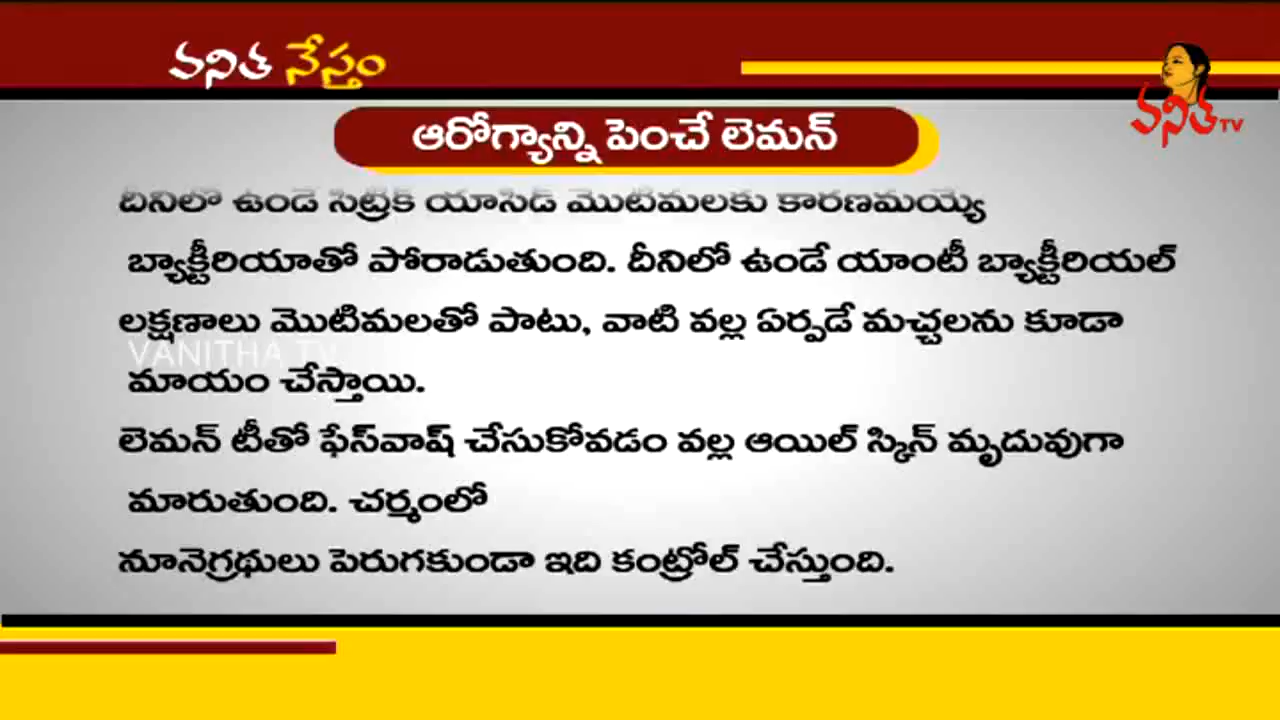 వనిత నేస్తం
వనిత TV
ఆరోగ్యాన్ని పెంచే లెమన్
దీనిలో ఉండే సిట్రిక్ యాసిడ్ మొటిమలకు కారణమయ్యే
బ్యాక్టీరియాతో పోరాడుతుంది. దీనిలో ఉండే యాంటీ బ్యాక్టీరియల్
లక్షణాలు మొటిమలతో పాటు, వాటి వల్ల ఏర్పడే మచ్చలను కూడా
VANITHA TV
మాయం చేస్తాయి.
లెమన్ టీతో ఫేస్‌వాష్ చేసుకోవడం వల్ల ఆయిల్ స్కిన్ మృదువుగా
మారుతుంది. చర్మంలో
నూనెగ్రథులు పెరుగకుండా ఇది కంట్రోల్ చేస్తుంది.